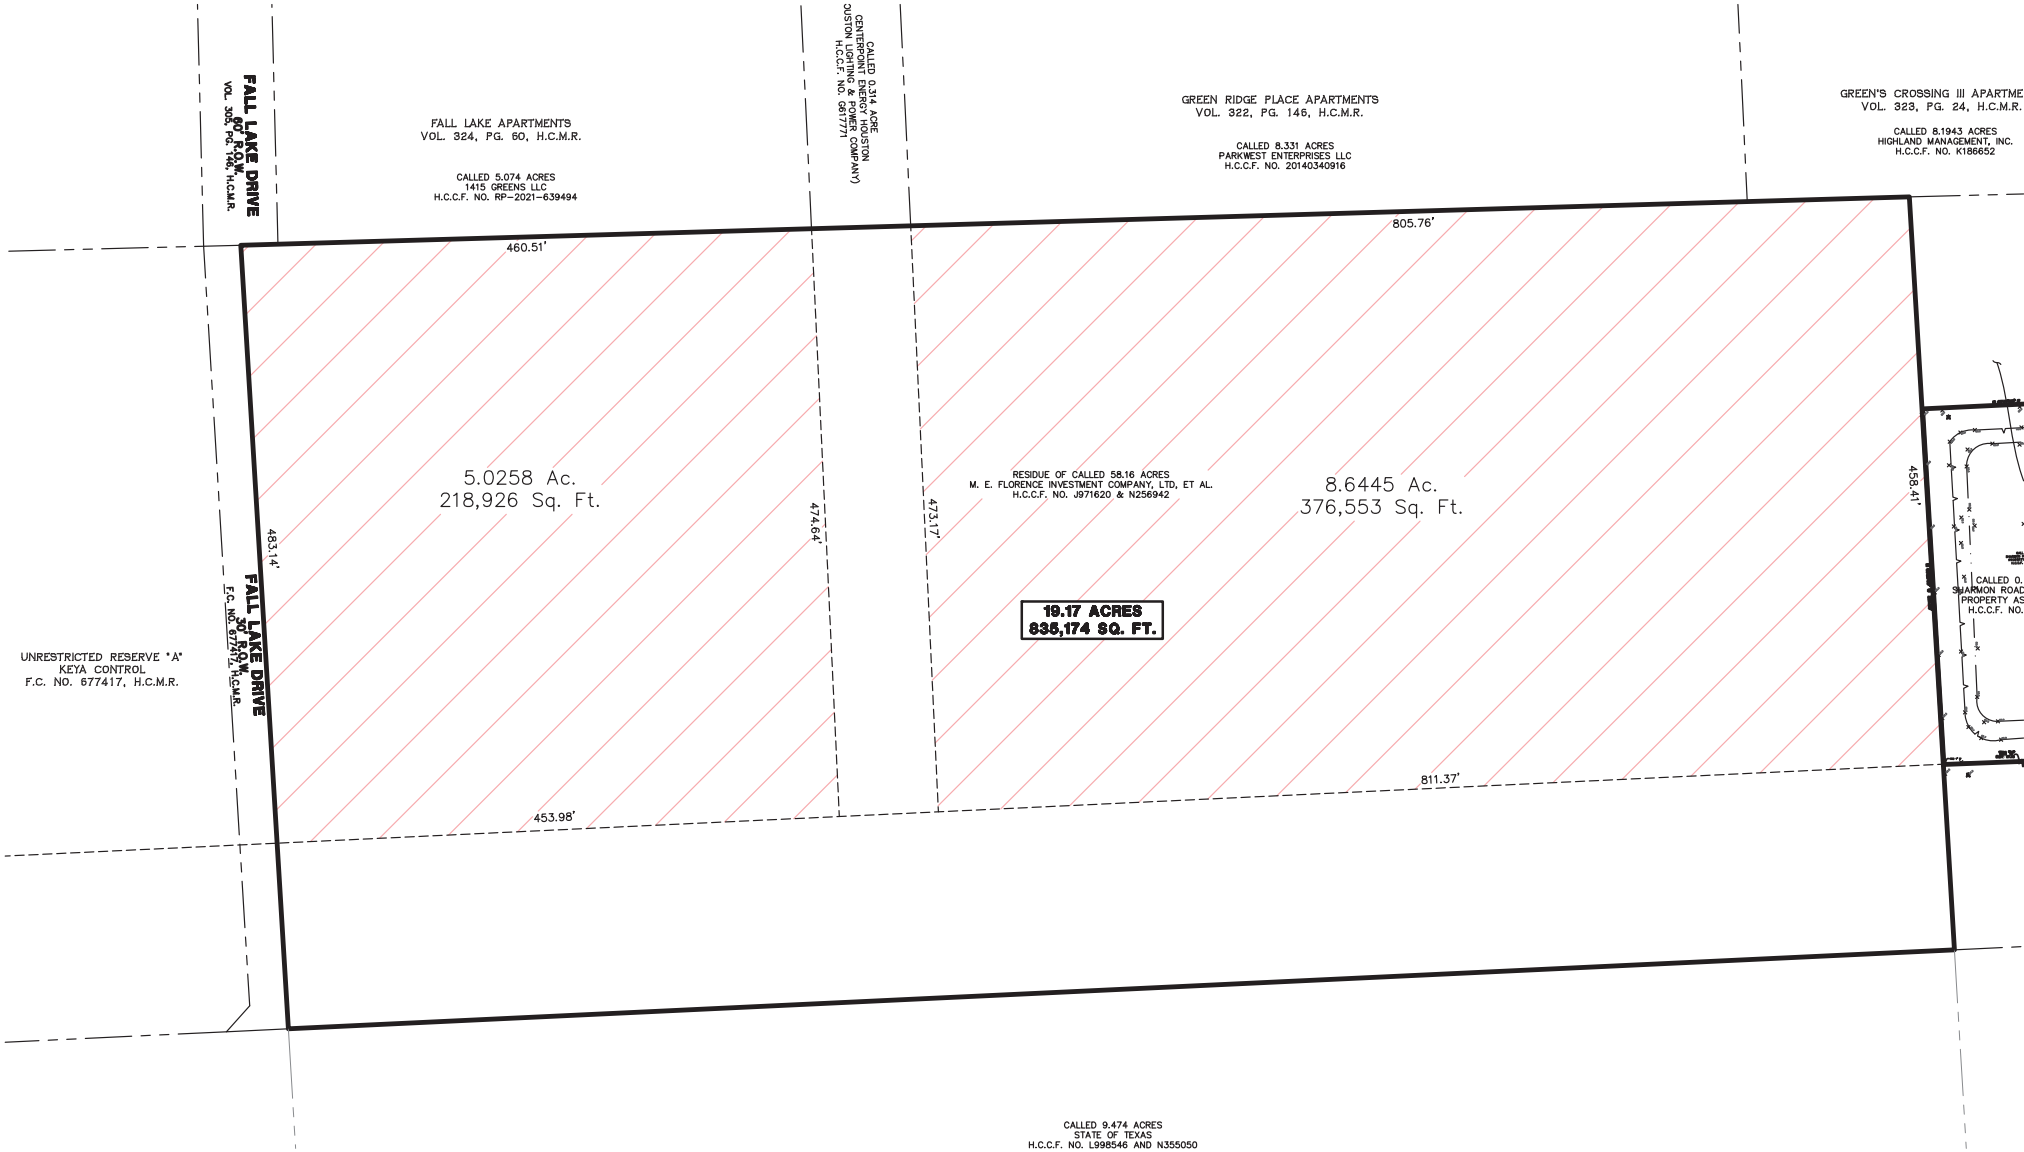 FALL LAKE DRIVE
60' R.O.W.
VOL. 305, PG. 146, H.C.M.R.
FALL LAKE APARTMENTS
VOL. 324, PG. 60, H.C.M.R.
CALLED 5.074 ACRES
1415 GREENS LLC
H.C.C.F. NO. RP-2021-639494
CALLED 0.314 ACRE
CENTERPOINT ENERGY HOUSTON
OUSTON LIGHTING & POWER COMPANY)
H.C.C.F. NO. G617771
GREEN RIDGE PLACE APARTMENTS
VOL. 322, PG. 146, H.C.M.R.
CALLED 8.331 ACRES
PARKWEST ENTERPRISES LLC
H.C.C.F. NO. 20140340916
GREEN'S CROSSING III APARTME
VOL. 323, PG. 24, H.C.M.R.
CALLED 8.1943 ACRES
HIGHLAND MANAGEMENT, INC.
H.C.C.F. NO. K186652
460.51'
805.76'
5.0258 Ac.
218,926 Sq. Ft.
RESIDUE OF CALLED 58.16 ACRES
M. E. FLORENCE INVESTMENT COMPANY, LTD, ET AL.
H.C.C.F. NO. J971620 & N256942
8.6445 Ac.
376,553 Sq. Ft.
483.14'
474.64'
473.17'
458.41'
19.17 ACRES
835,174 SQ. FT.
FALL LAKE DRIVE
30' R.O.W.
F.C. NO. 677417, H.C.M.R.
UNRESTRICTED RESERVE "A"
KEYA CONTROL
F.C. NO. 677417, H.C.M.R.
CALLED 0.
SHARMON ROAD
PROPERTY AS
H.C.C.F. NO.
453.98'
811.37'
CALLED 9.474 ACRES
STATE OF TEXAS
H.C.C.F. NO. L998546 AND N355050